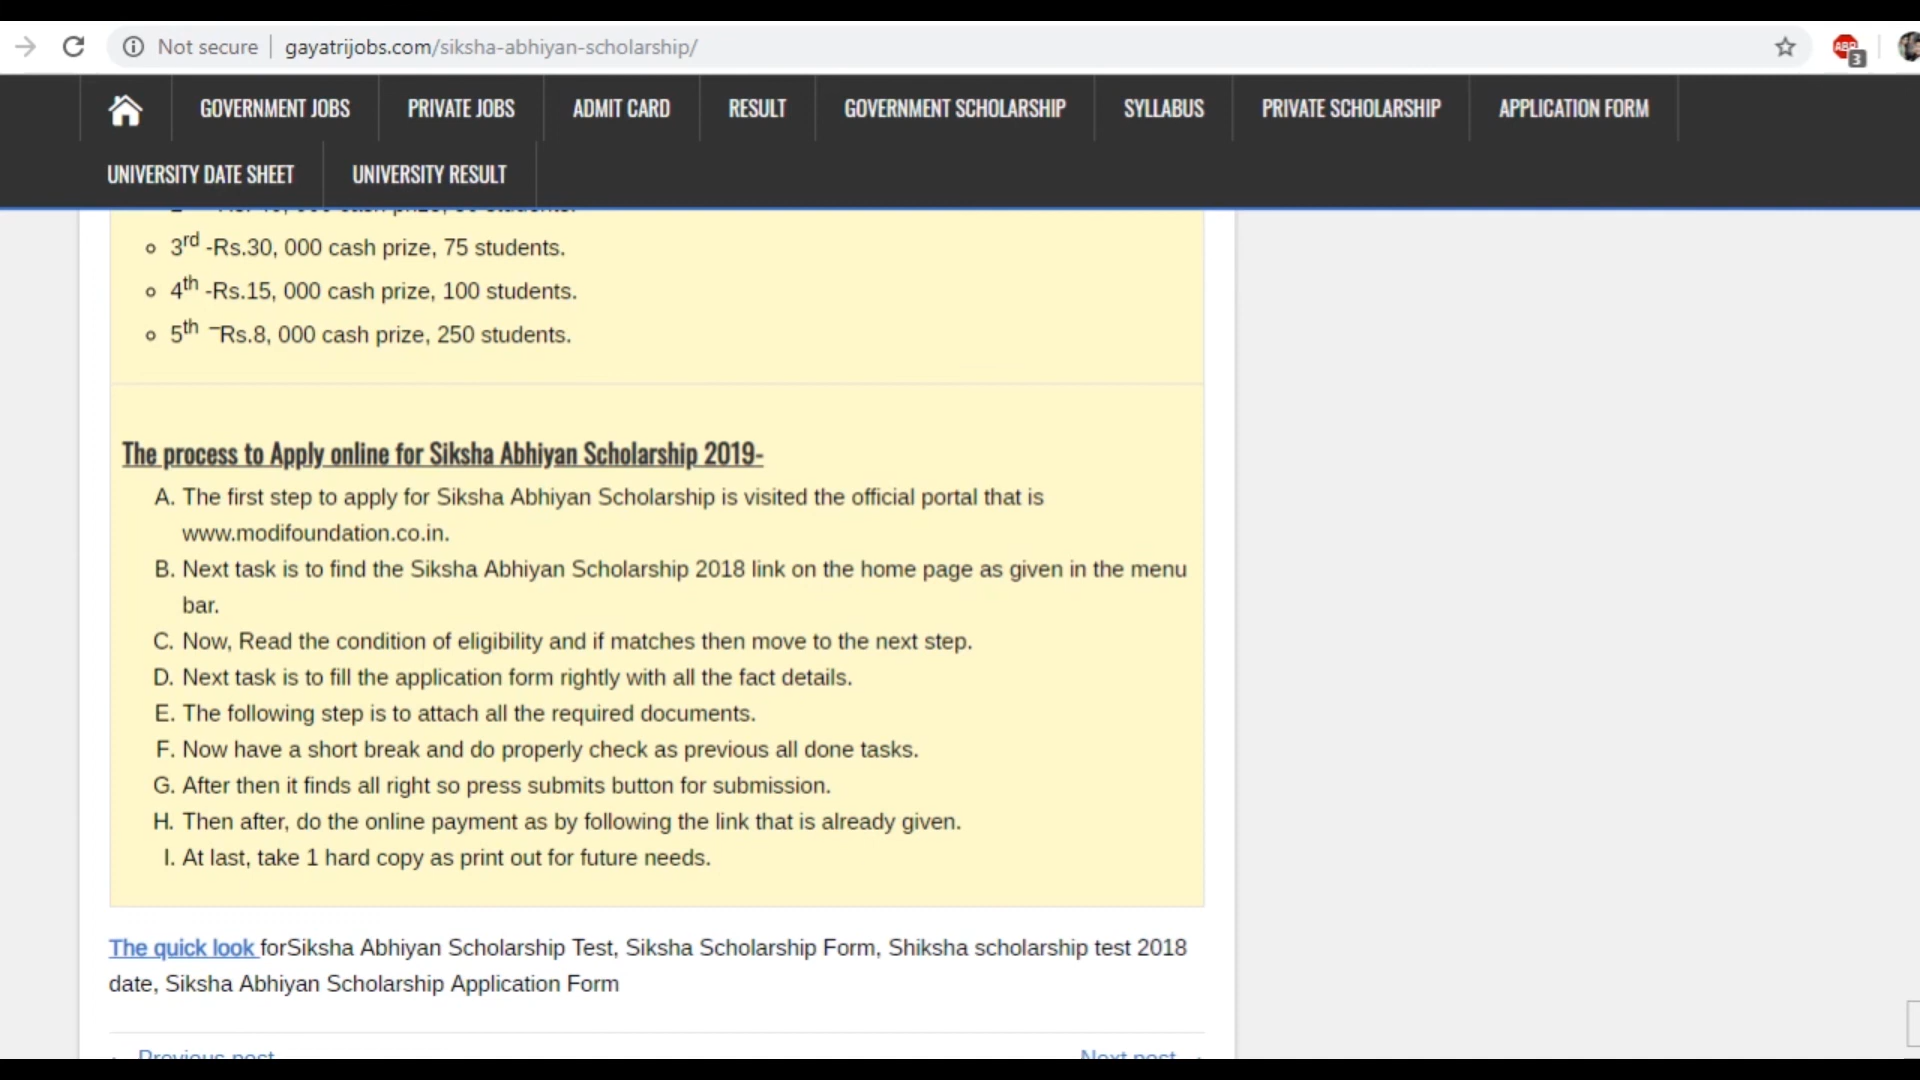 Not secure
gayatrijobs.com/siksha-abhiyan-scholarship/
ABP
3
GOVERNMENT JOBS
PRIVATE JOBS
ADMIT CARD
RESULT
GOVERNMENT SCHOLARSHIP
SYLLABUS
PRIVATE SCHOLARSHIP
APPLICATION FORM
UNIVERSITY DATE SHEET
UNIVERSITY RESULT
3rd -Rs.30, 000 cash prize, 75 students.
4th -Rs.15, 000 cash prize, 100 students.
5th –Rs.8, 000 cash prize, 250 students.
The process to Apply online for Siksha Abhiyan Scholarship 2019-
A. The first step to apply for Siksha Abhiyan Scholarship is visited the official portal that is
www.modifoundation.co.in.
B. Next task is to find the Siksha Abhiyan Scholarship 2018 link on the home page as given in the menu
bar.
C. Now, Read the condition of eligibility and if matches then move to the next step.
D. Next task is to fill the application form rightly with all the fact details.
E. The following step is to attach all the required documents.
F. Now have a short break and do properly check as previous all done tasks.
G. After then it finds all right so press submits button for submission.
H. Then after, do the online payment as by following the link that is already given.
I. At last, take 1 hard copy as print out for future needs.
The quick look forSiksha Abhiyan Scholarship Test, Siksha Scholarship Form, Shiksha scholarship test 2018
date, Siksha Abhiyan Scholarship Application Form
Previous post
Next post